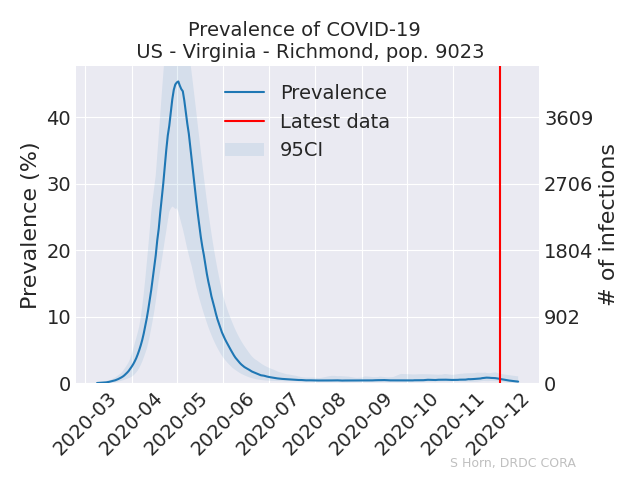 Prevalence of COVID-19
US - Virginia - Richmond, pop. 9023
Prevalence (%)
40
30
20
10
0
Prevalence
Latest data
95CI
3609
2706
1804
902
0
# of infections
2020-03
2020-04
2020-05
2020-06
2020-07
2020-08
2020-09
2020-10
2020-11
2020-12
S Horn, DRDC CORA